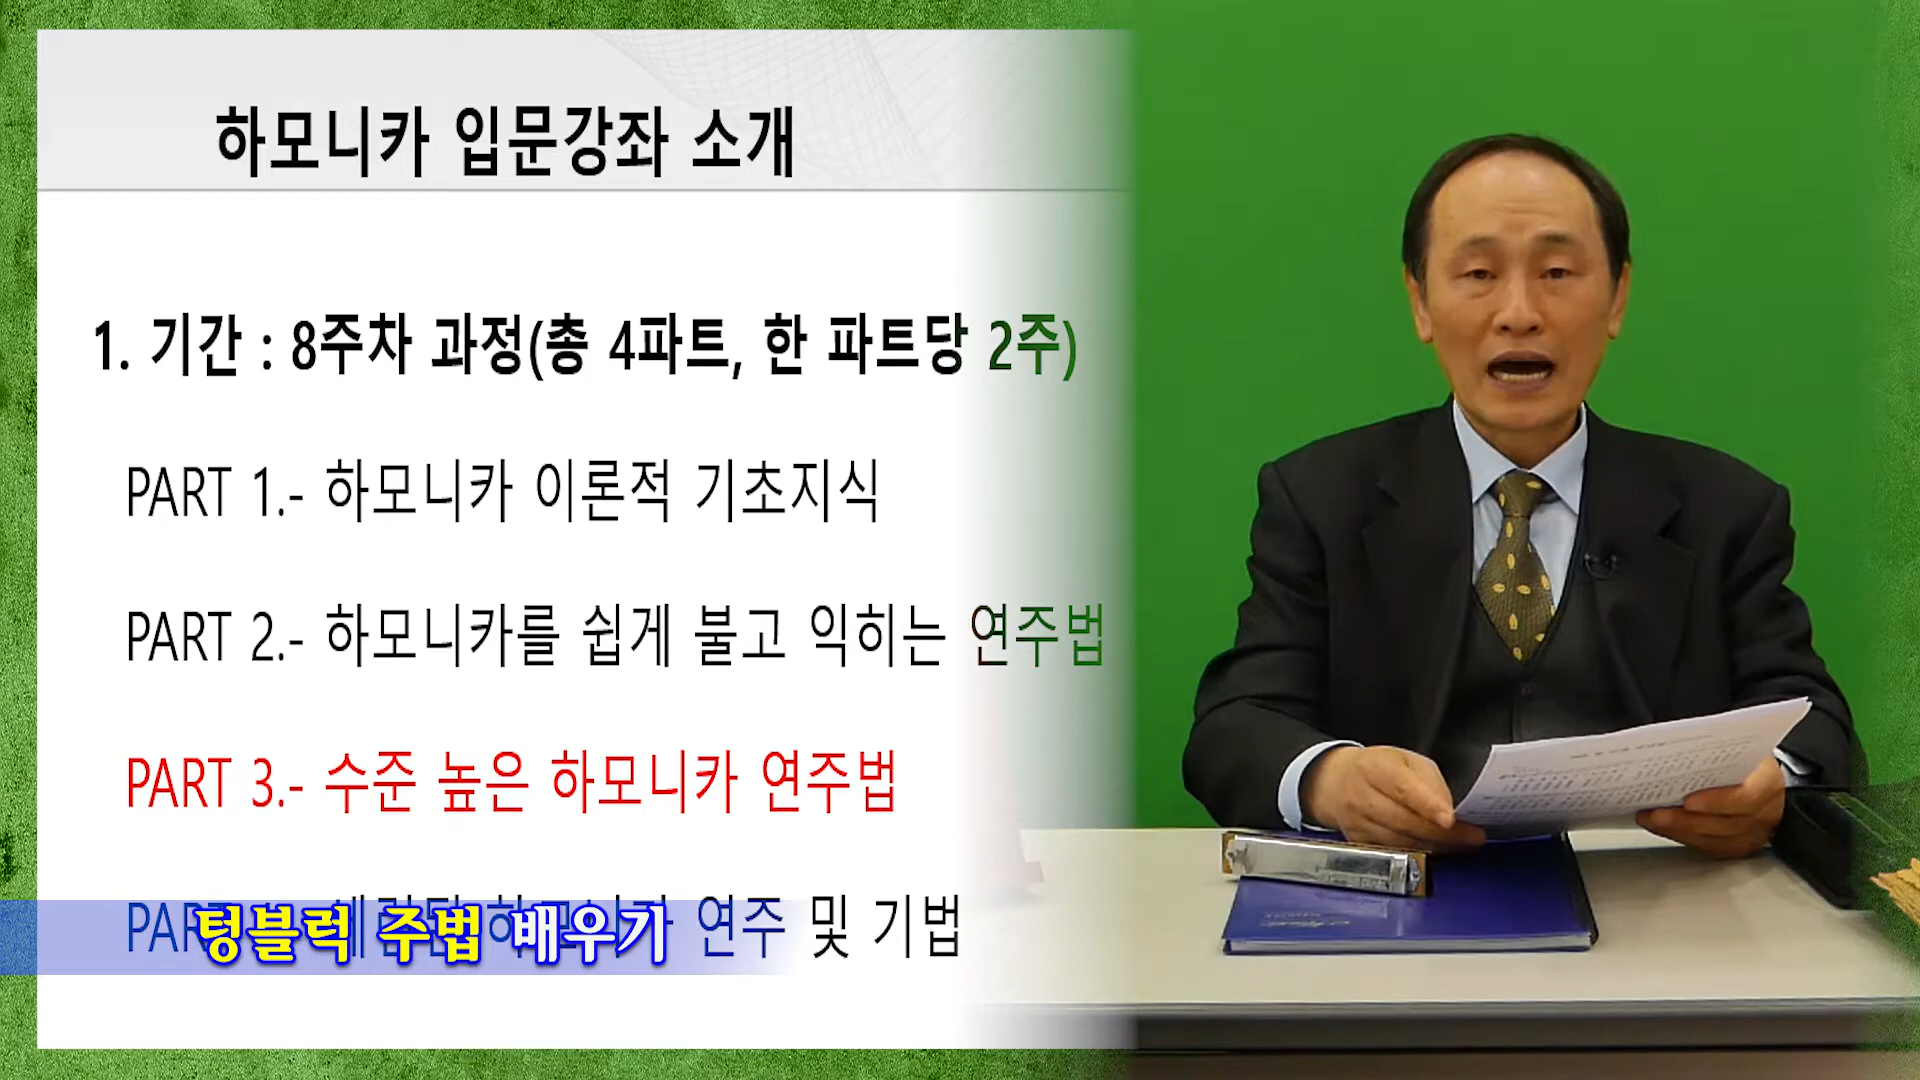 하모니카 입문강좌 소개
1. 기간 : 8주차 과정(총 4파트, 한 파트당 2주)
PART 1.- 하모니카 이론적 기초지식
PART 2.- 하모니카를 쉽게 불고 익히는 연주법
PART 3.- 수준 높은 하모니카 연주법
연주 및 기법
텅블럭 주법 배우기